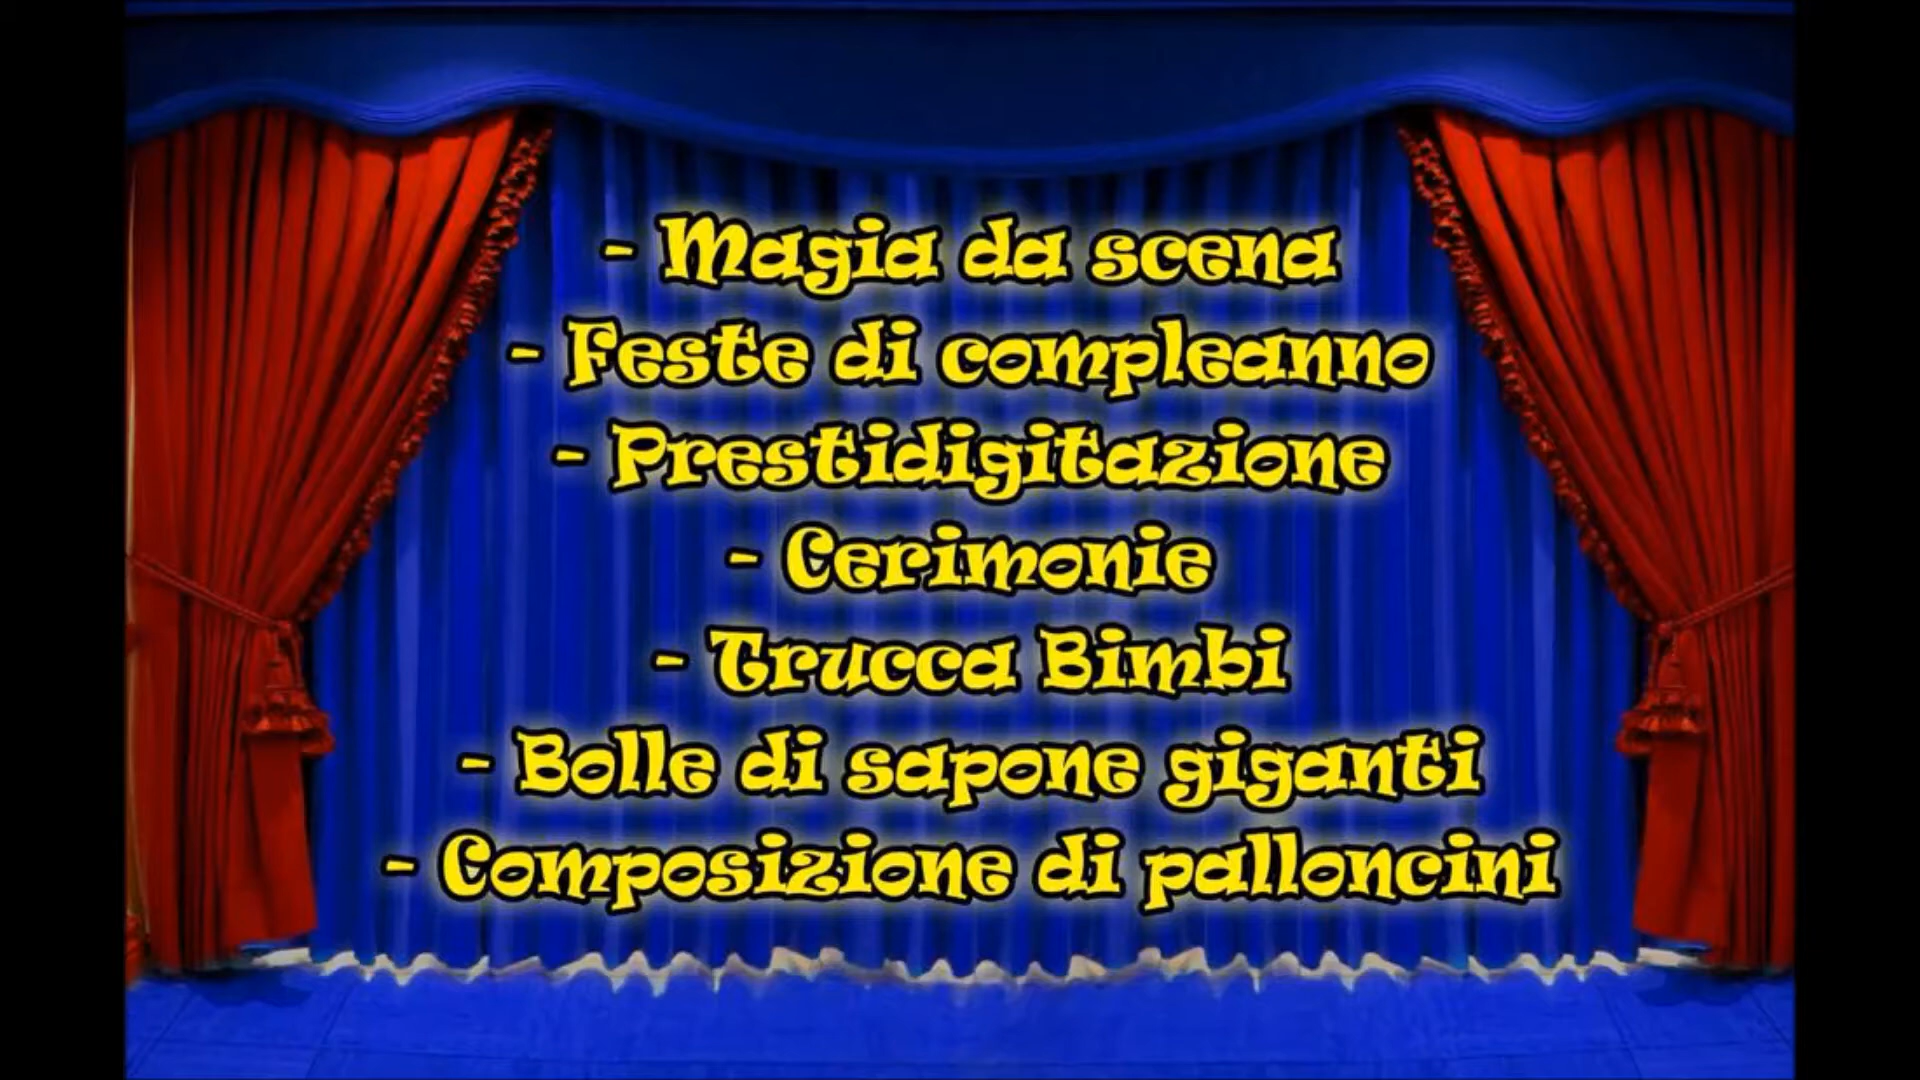 - Magia da scena
- Feste di compleanno
- Prestidigitazione
- Cerimonie
- Trucca Bimbi
- Bolle di sapone giganti
- Composizione di palloncini